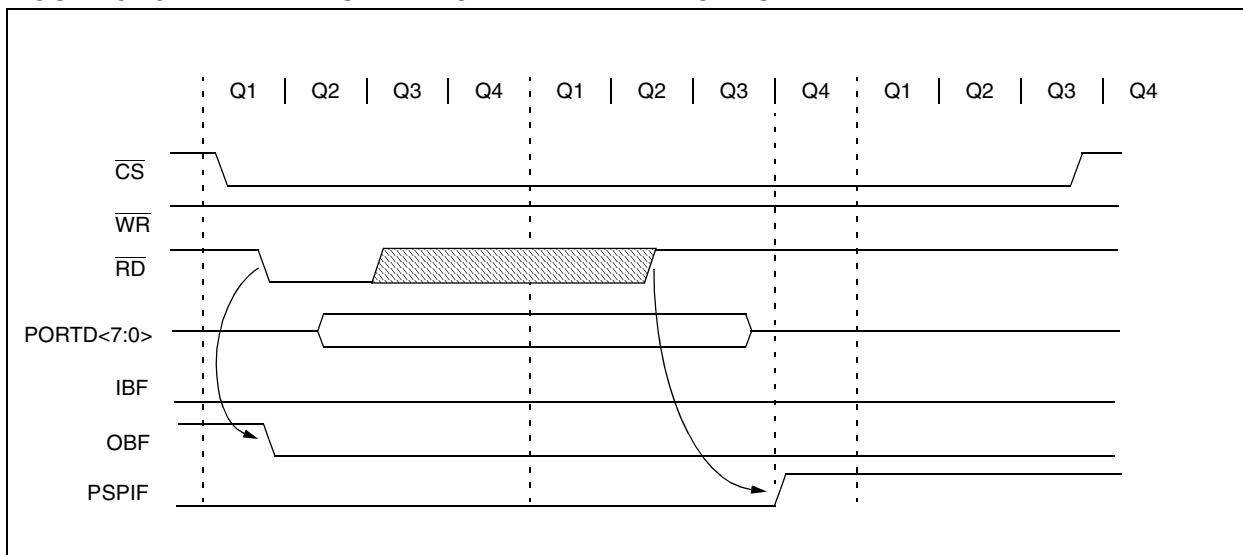 Q1 | Q2 | Q3 | Q4 | Q1 | Q2 | Q3 | Q4 | Q1 | Q2 | Q3 | Q4
CS
WR
RD
PORTD<7:0>
IBF
OBF
PSPIF